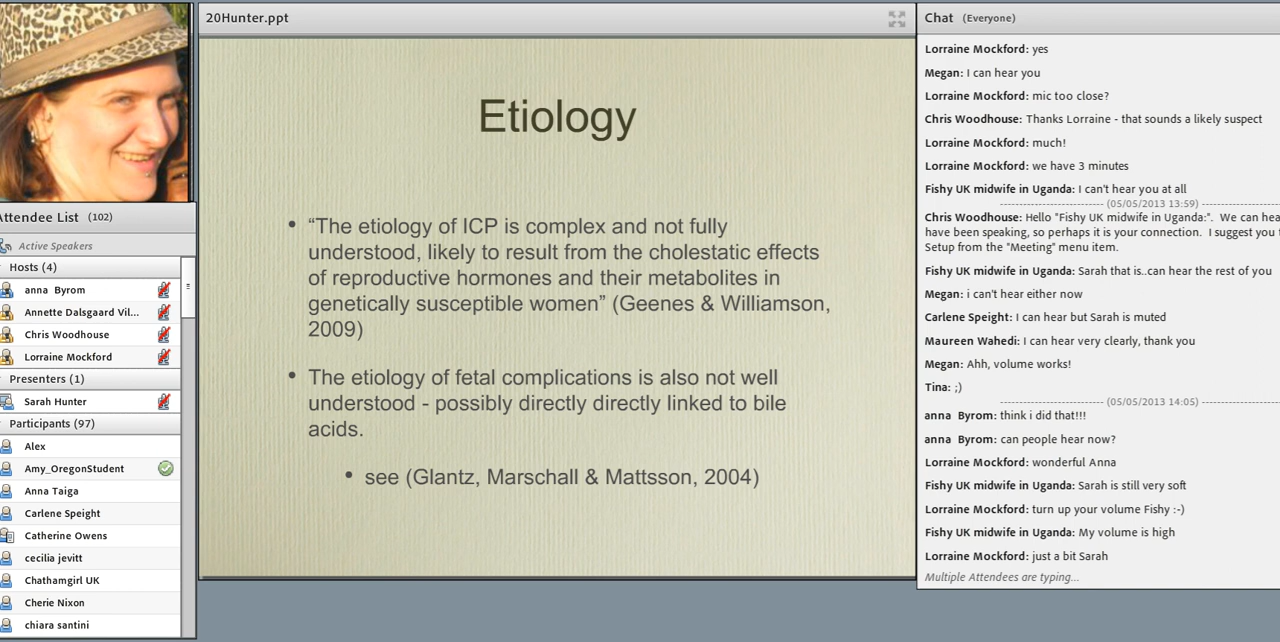 20Hunter.ppt
Etiology
• “The etiology of ICP is complex and not fully
understood, likely to result from the cholestatic effects
of reproductive hormones and their metabolites in
genetically susceptible women” (Geenes & Williamson,
2009)
• The etiology of fetal complications is also not well
understood - possibly directly directly linked to bile
acids.
• see (Glantz, Marschall & Mattsson, 2004)
Attendee List (102)
Active Speakers
Hosts (4)
anna Byrom
Annette Dalsgaard Vil...
Chris Woodhouse
Lorraine Mockford
Presenters (1)
Sarah Hunter
Participants (97)
Alex
Amy_OregonStudent
Anna Taiga
Carlene Speight
Catherine Owens
cecilia jevitt
Chathamgirl UK
Cherie Nixon
chiara santini
Chat (Everyone)
Lorraine Mockford: yes
Megan: I can hear you
Lorraine Mockford: mic too close?
Chris Woodhouse: Thanks Lorraine - that sounds a likely suspect
Lorraine Mockford: much!
Lorraine Mockford: we have 3 minutes
Fishy UK midwife in Uganda: I can't hear you at all
(05/05/2013 13:59)
Chris Woodhouse: Hello "Fishy UK midwife in Uganda:". We can hea
have been speaking, so perhaps it is your connection. I suggest you
Setup from the "Meeting" menu item.
Fishy UK midwife in Uganda: Sarah that is..can hear the rest of you
Megan: i can't hear either now
Carlene Speight: I can hear but Sarah is muted
Maureen Wahedi: I can hear very clearly, thank you
Megan: Ahh, volume works!
Tina: ;)
(05/05/2013 14:05)
anna Byrom: think i did that!!!
anna Byrom: can people hear now?
Lorraine Mockford: wonderful Anna
Fishy UK midwife in Uganda: Sarah is still very soft
Lorraine Mockford: turn up your volume Fishy :-)
Fishy UK midwife in Uganda: My volume is high
Lorraine Mockford: just a bit Sarah
Multiple Attendees are typing...